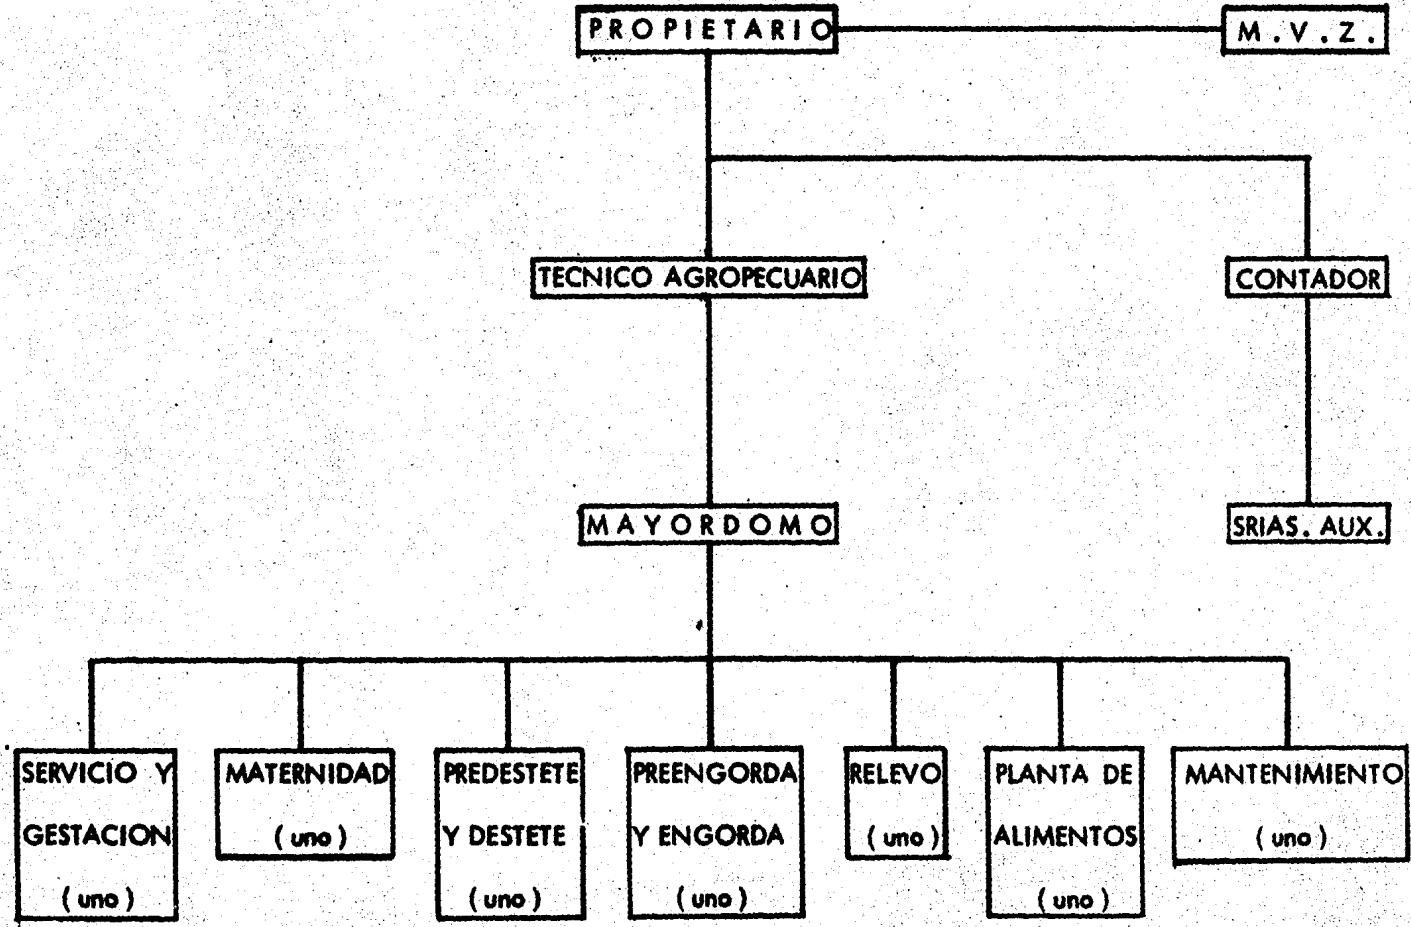 PROPIETARIO
M.V.Z.
TECNICO AGROPECUARIO
CONTADOR
MAYORDOMO
SRIAS. AUX.
SERVICIO Y
GESTACION
(uno)
MATERNIDAD
(uno)
PREDESTETE
Y DESTETE
(uno)
PREENGORDA
Y ENGORDA
(uno)
RELEVO
(uno)
PLANTA DE
ALIMENTOS
(uno)
MANTENIMIENTO
(uno)